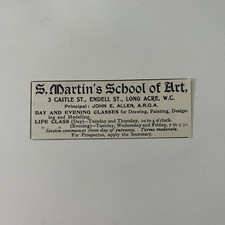 S. Martin's School of Art,
3 CASTLE ST., ENDELL ST., LONG ACRE, W.C.
Principal: JOHN E. ALLEN, A.R.C.A.
DAY AND EVENING CLASSES for Drawing, Painting, Design-
ing and Modelling.
LIFE CLASS (Day)—Tuesday and Thursday, 10 to 4 o'clock.
(Evening)—Tuesday, Wednesday and Friday, 7 to 9.30.
Session commences from day of entrance. Terms moderate.
For Prospectus, apply the Secretary.